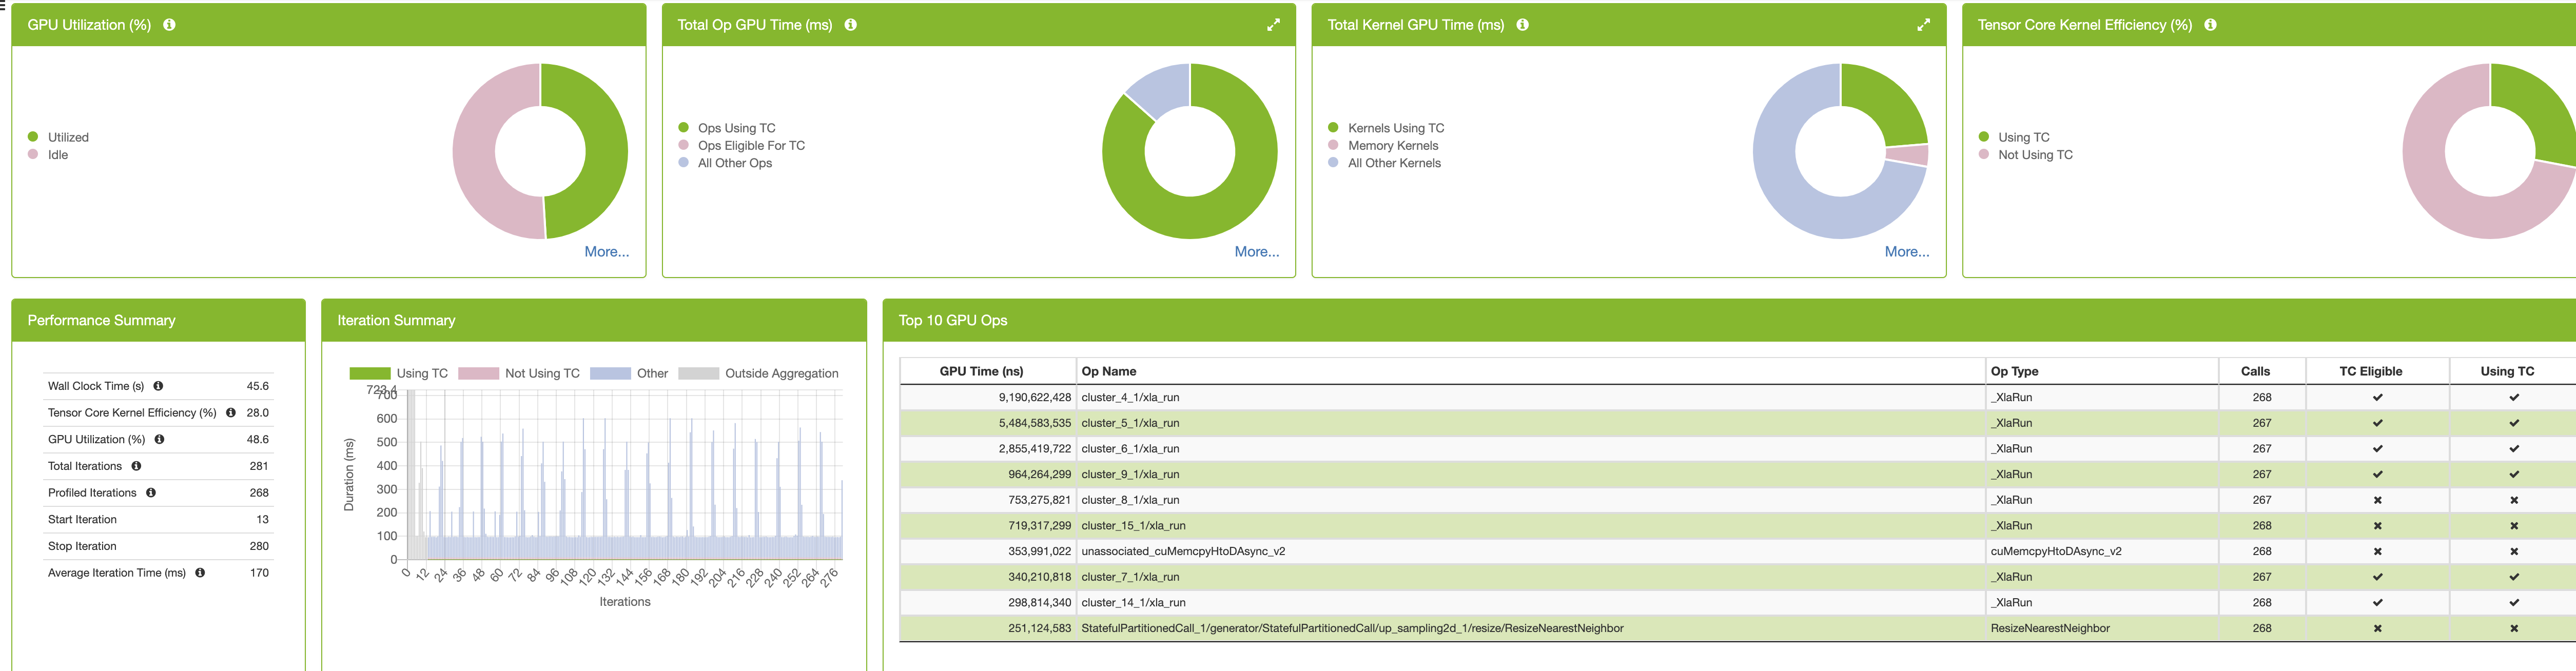 GPU Utilization (%)
Utilized
Idle
More...
Total Op GPU Time (ms)
Ops Using TC
Ops Eligible For TC
All Other Ops
More...
Total Kernel GPU Time (ms)
Kernels Using TC
Memory Kernels
All Other Kernels
More...
Tensor Core Kernel Efficiency (%)
Using TC
Not Using TC
Performance Summary
Wall Clock Time (s) 45.6
Tensor Core Kernel Efficiency (%) 28.0
GPU Utilization (%) 48.6
Total Iterations 281
Profiled Iterations 268
Start Iteration 13
Stop Iteration 280
Average Iteration Time (ms) 170
Iteration Summary
Using TC Not Using TC Other Outside Aggregation
723.4
700
600
500
400
300
200
100
0
Duration (ms)
0 12 24 36 48 60 72 84 96 108 120 132 144 156 168 180 192 204 216 228 240 252 264 276
Iterations
Top 10 GPU Ops
GPU Time (ns) Op Name Op Type Calls TC Eligible Using TC
9,190,622,428 cluster_4_1/xla_run _XlaRun 268
5,484,583,535 cluster_5_1/xla_run _XlaRun 267
2,855,419,722 cluster_6_1/xla_run _XlaRun 267
964,264,299 cluster_9_1/xla_run _XlaRun 267
753,275,821 cluster_8_1/xla_run _XlaRun 267
719,317,299 cluster_15_1/xla_run _XlaRun 268
353,991,022 unassociated_cuMemcpyHtoDAsync_v2 cuMemcpyHtoDAsync_v2 268
340,210,818 cluster_7_1/xla_run _XlaRun 267
298,814,340 cluster_14_1/xla_run _XlaRun 268
251,124,583 StatefulPartitionedCall_1/generator/StatefulPartitionedCall/up_sampling2d_1/resize/ResizeNearestNeighbor ResizeNearestNeighbor 268